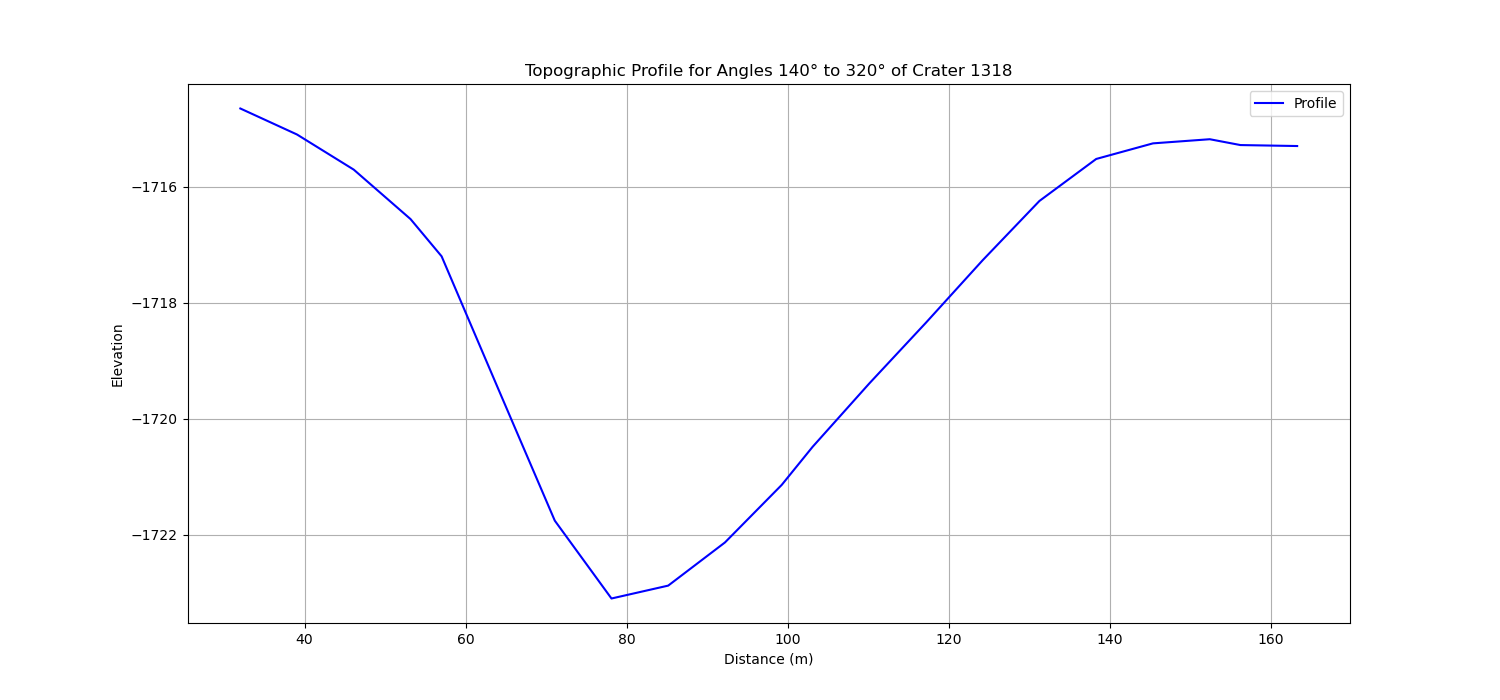 Topographic Profile for Angles 140° to 320° of Crater 1318
Profile
−1716
−1718
−1720
−1722
Elevation
40 60 80 100 120 140 160
Distance (m)